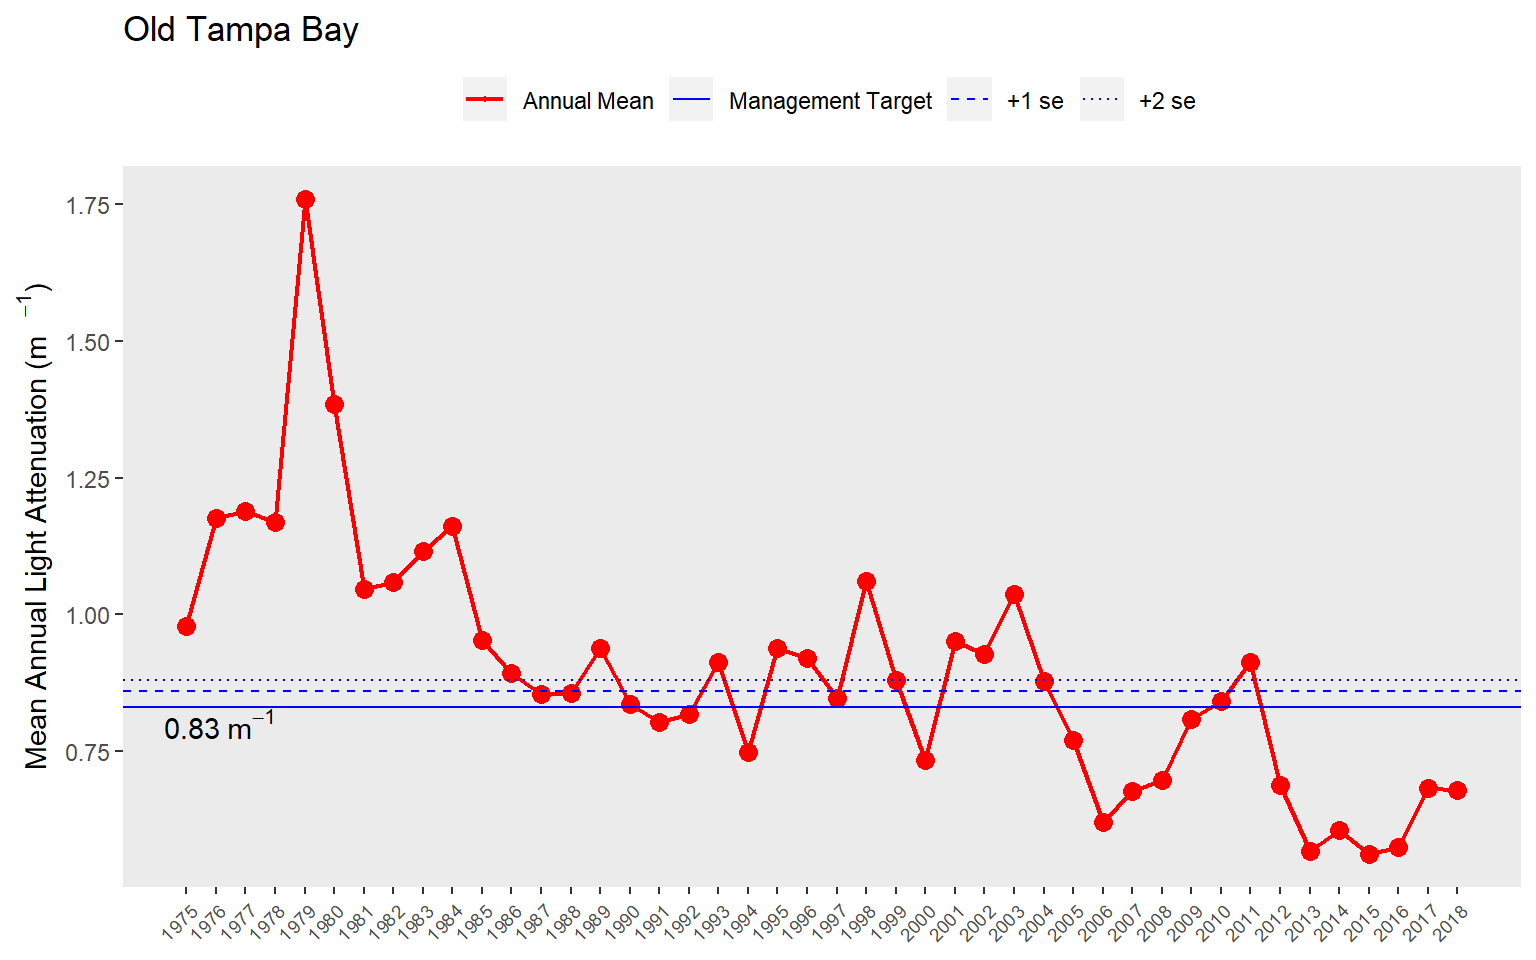 Old Tampa Bay
Annual Mean Management Target +1 se +2 se
Mean Annual Light Attenuation (m ⁻¹)
1.75
1.50
1.25
1.00
0.75
0.83 m⁻¹
1975 1976 1977 1978 1979 1980 1981 1982 1983 1984 1985 1986 1987 1988 1989 1990 1991 1992 1993 1994 1995 1996 1997 1998 1999 2000 2001 2002 2003 2004 2005 2006 2007 2008 2009 2010 2011 2012 2013 2014 2015 2016 2017 2018